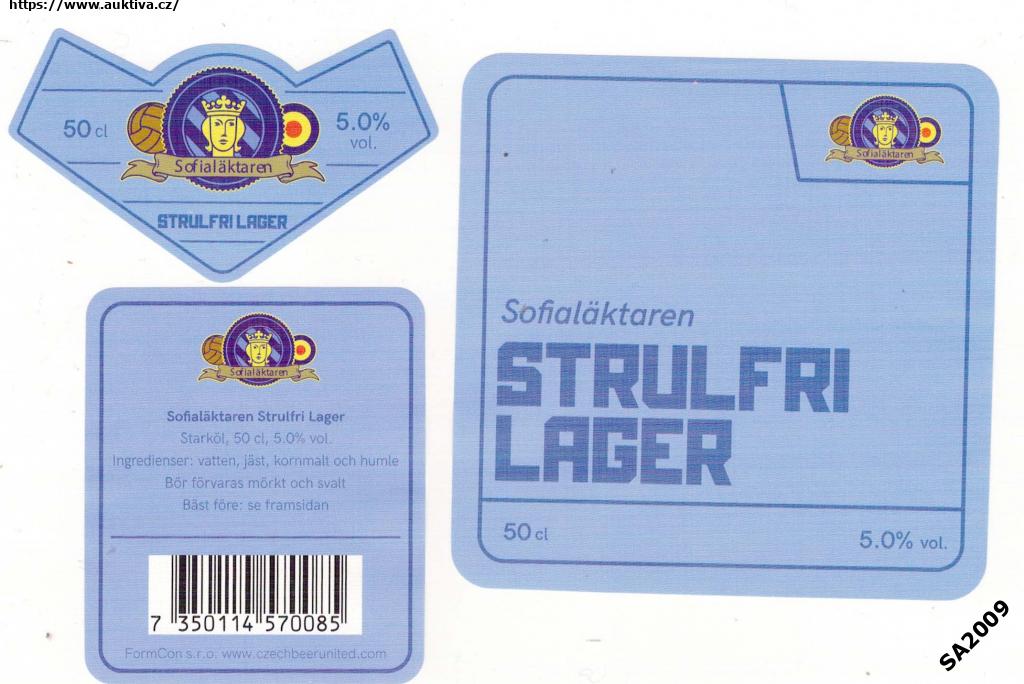 https://www.auktiva.cz/
50 cl
5.0%
vol.
Sofialäktaren
STRULFRI LAGER
Sofialäktaren
Sofialäktaren Strulfri Lager
Starköl, 50 cl, 5.0% vol.
Ingredienser: vatten, jäst, kornmalt och humle
Bör förvaras mörkt och svalt
Bäst före: se framsidan
7 350114 570085
FormCon s.r.o. www.czechbeerunited.com
Sofialäktaren
Sofialäktaren
STRULFRI
LAGER
50 cl
5.0% vol.
SA2009